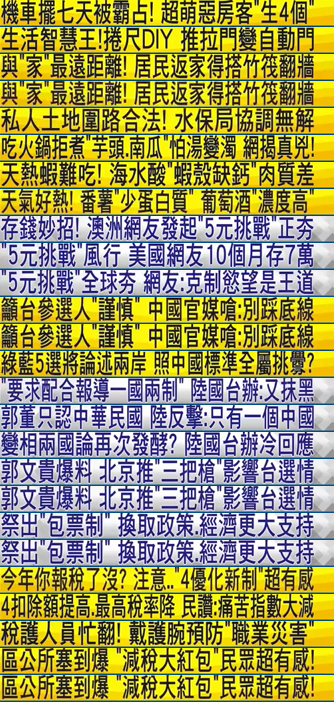 機車擺七天被霸占! 超萌惡房客"生4個"
生活智慧王!捲尺DIY 推拉門變自動門
與"家"最遠距離! 居民返家得搭竹筏翻牆
與"家"最遠距離! 居民返家得搭竹筏翻牆
私人土地圍路合法! 水保局協調無解
吃火鍋拒煮"芋頭.南瓜"怕湯變濁 網揭真兇!
天熱蝦難吃! 海水酸"蝦殼缺鈣"肉質差
天氣好熱! 番薯"少蛋白質" 葡萄酒"濃度高"
存錢妙招! 澳洲網友發起"5元挑戰"正夯
"5元挑戰"風行 美國網友10個月存7萬
"5元挑戰"全球夯 網友:克制慾望是王道
籲台參選人"謹慎" 中國官媒嗆:別踩底線
籲台參選人"謹慎" 中國官媒嗆:別踩底線
綠藍5選將論述兩岸 照中國標準全屬挑釁?
"要求配合報導一國兩制" 陸國台辦:又抹黑
郭董只認中華民國 陸反擊:只有一個中國
變相兩國論再次發酵? 陸國台辦冷回應
郭文貴爆料 北京推"三把槍"影響台選情
郭文貴爆料 北京推"三把槍"影響台選情
祭出"包票制" 換取政策.經濟更大支持
祭出"包票制" 換取政策.經濟更大支持
今年你報稅了沒? 注意.."4優化新制"超有感
4扣除額提高.最高稅率降 民讚:痛苦指數大減
稅護人員忙翻! 戴護腕預防"職業災害"
區公所塞到爆 "減稅大紅包"民眾超有感!
區公所塞到爆 "減稅大紅包"民眾超有感!